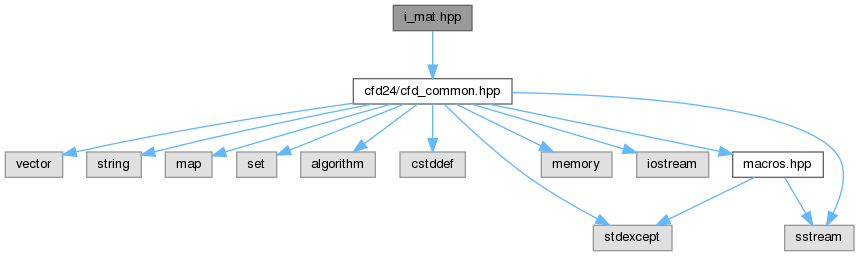 i_mat.hpp
cfd24/cfd_common.hpp
vector
string
map
set
algorithm
cstddef
memory
iostream
macros.hpp
stdexcept
sstream